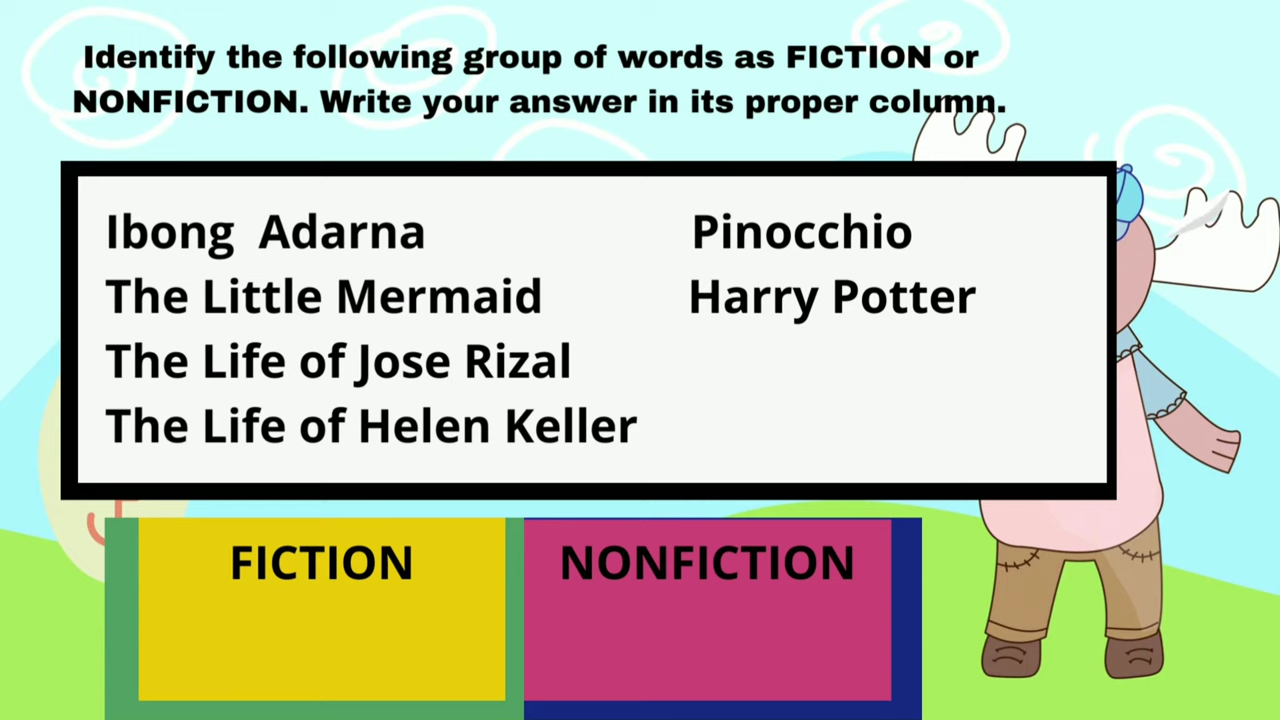 Identify the following group of words as FICTION or
NONFICTION. Write your answer in its proper column.
Ibong Adarna
The Little Mermaid
The Life of Jose Rizal
The Life of Helen Keller
Pinocchio
Harry Potter
FICTION
NONFICTION